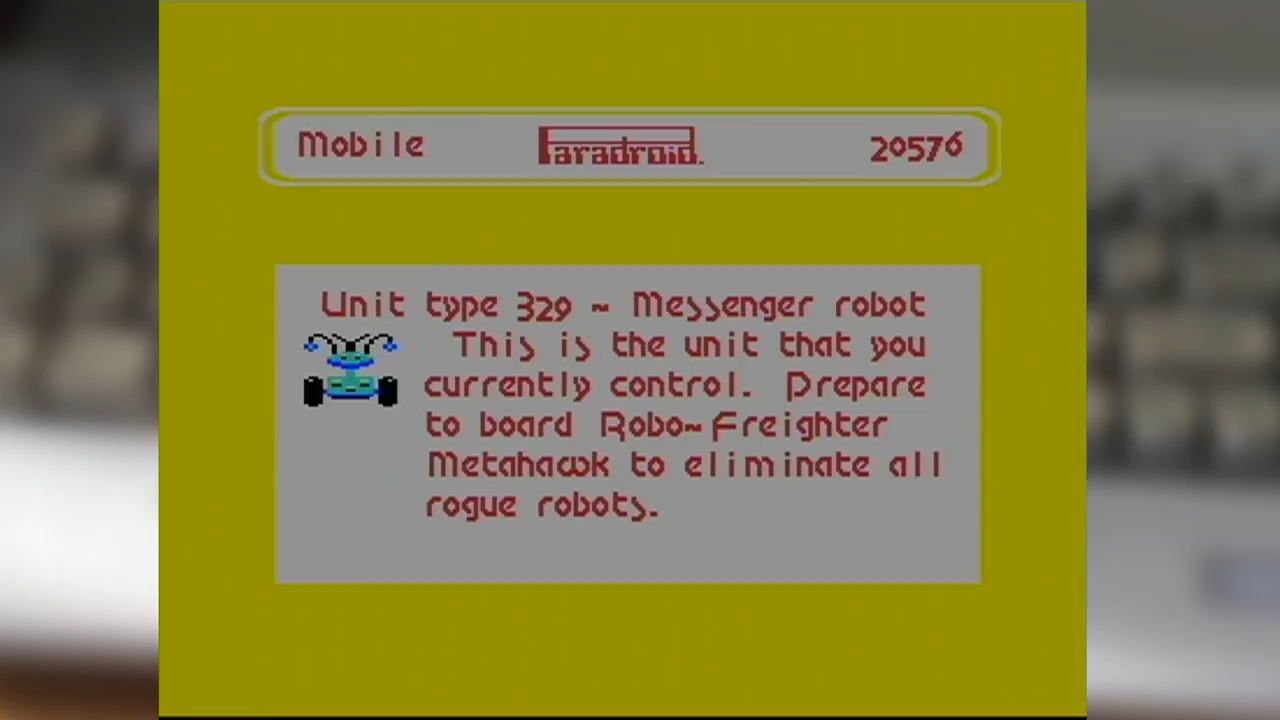 Mobile Paradroid. 20576
Unit type 329 ~ Messenger robot
This is the unit that you
currently control. Prepare
to board Robo~Freighter
Metahawk to eliminate all
rogue robots.